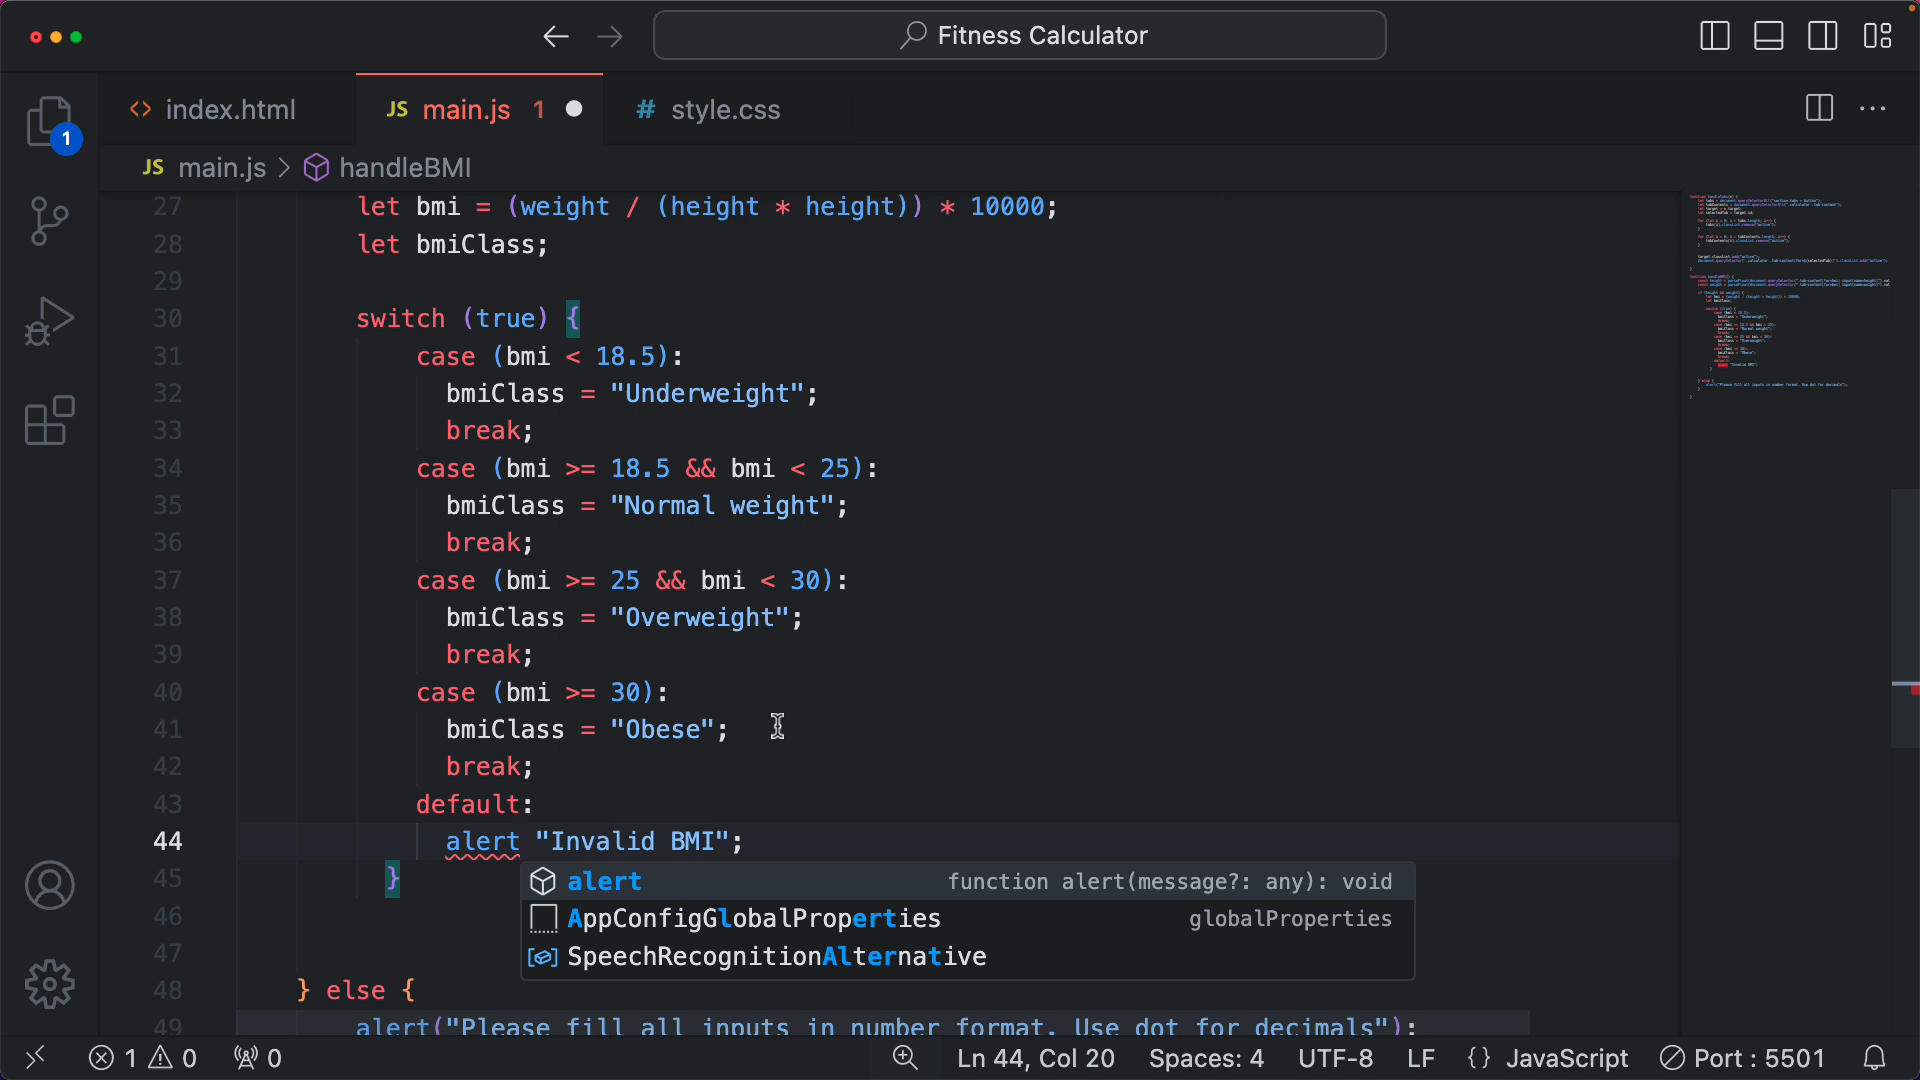 Fitness Calculator
<> index.html
JS main.js 1
# style.css
1
JS main.js > handleBMI
27 let bmi = (weight / (height * height)) * 10000;
28 let bmiClass;
29
30 switch (true) {
31 case (bmi < 18.5):
32 bmiClass = "Underweight";
33 break;
34 case (bmi >= 18.5 && bmi < 25):
35 bmiClass = "Normal weight";
36 break;
37 case (bmi >= 25 && bmi < 30):
38 bmiClass = "Overweight";
39 break;
40 case (bmi >= 30):
41 bmiClass = "Obese";
42 break;
43 default:
44 alert "Invalid BMI";
45 }
alert function alert(message?: any): void
46
AppConfigGlobalProperties globalProperties
47
SpeechRecognitionAlternative
48 } else {
49 alert("Please fill all inputs in number format. Use dot for decimals");
1 0 0 Ln 44, Col 20 Spaces: 4 UTF-8 LF {} JavaScript Port : 5501